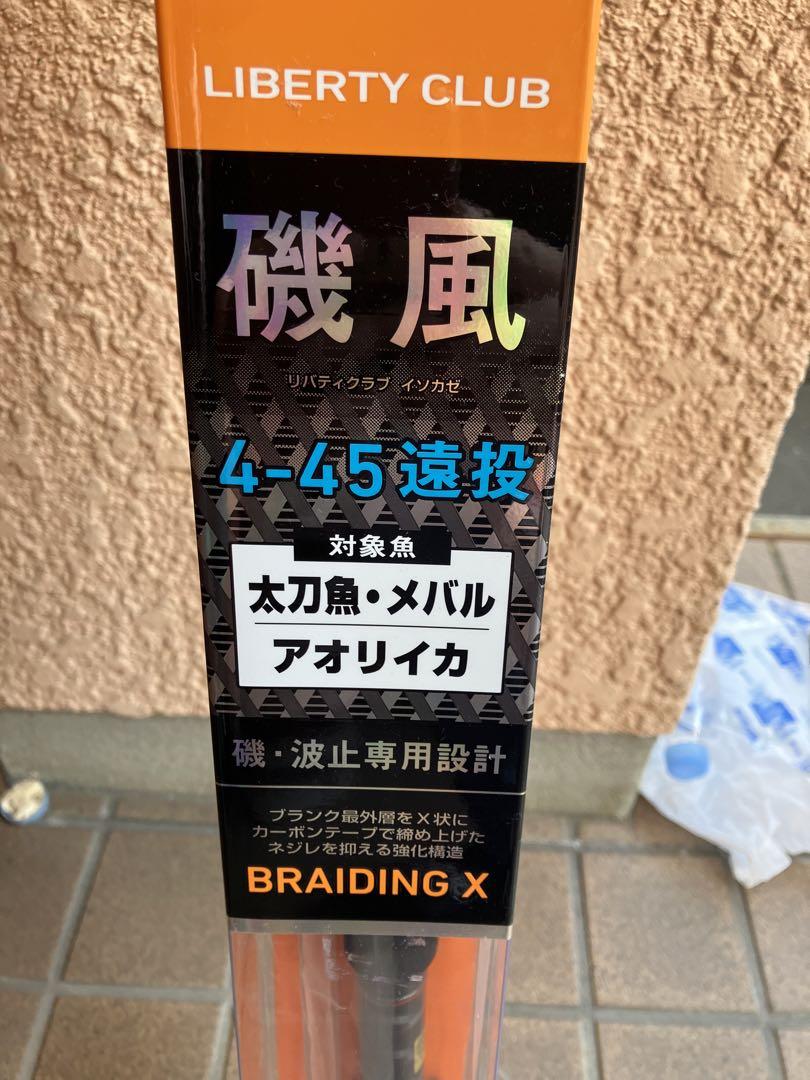 LIBERTY CLUB
磯風
リバティクラブ イソカゼ
4-45遠投
対象魚
太刀魚・メバル
アオリイカ
磯・波止専用設計
ブランク最外層をX状に
カーボンテープで締め上げた
ネジレを抑える強化構造
BRAIDING X